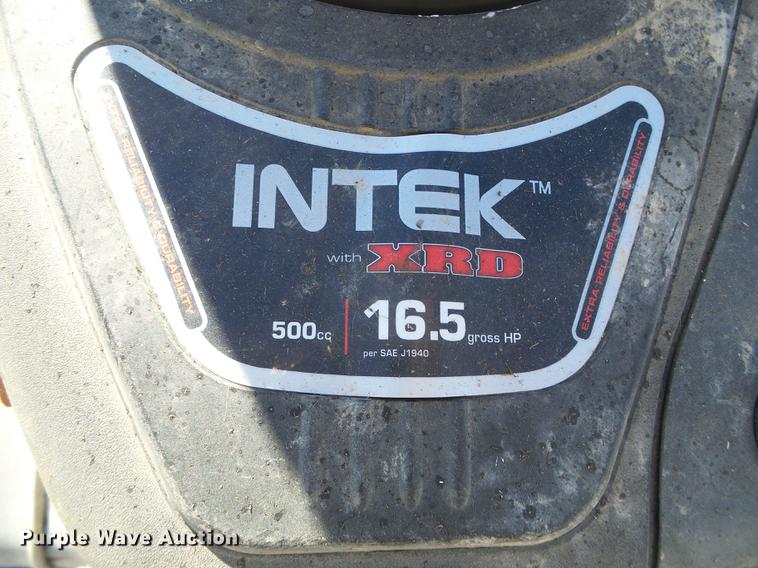 INTEK™
with XRD
500cc | 16.5 gross HP
per SAE J1940
EXTRA RELIABILITY & DURABILITY
EXTRA RELIABILITY & DURABILITY
Purple Wave Auction